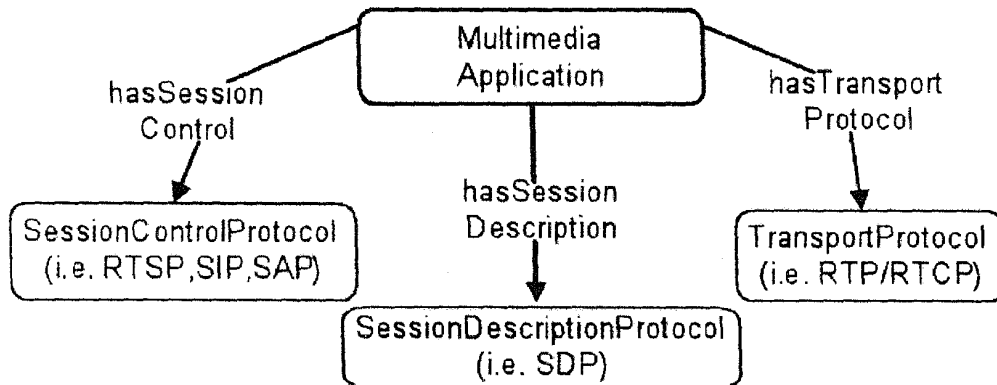 Multimedia
Application
hasSession
Control
hasTransport
Protocol
hasSession
Description
SessionControlProtocol
(i.e. RTSP,SIP,SAP)
TransportProtocol
(i.e. RTP/RTCP)
SessionDescriptionProtocol
(i.e. SDP)